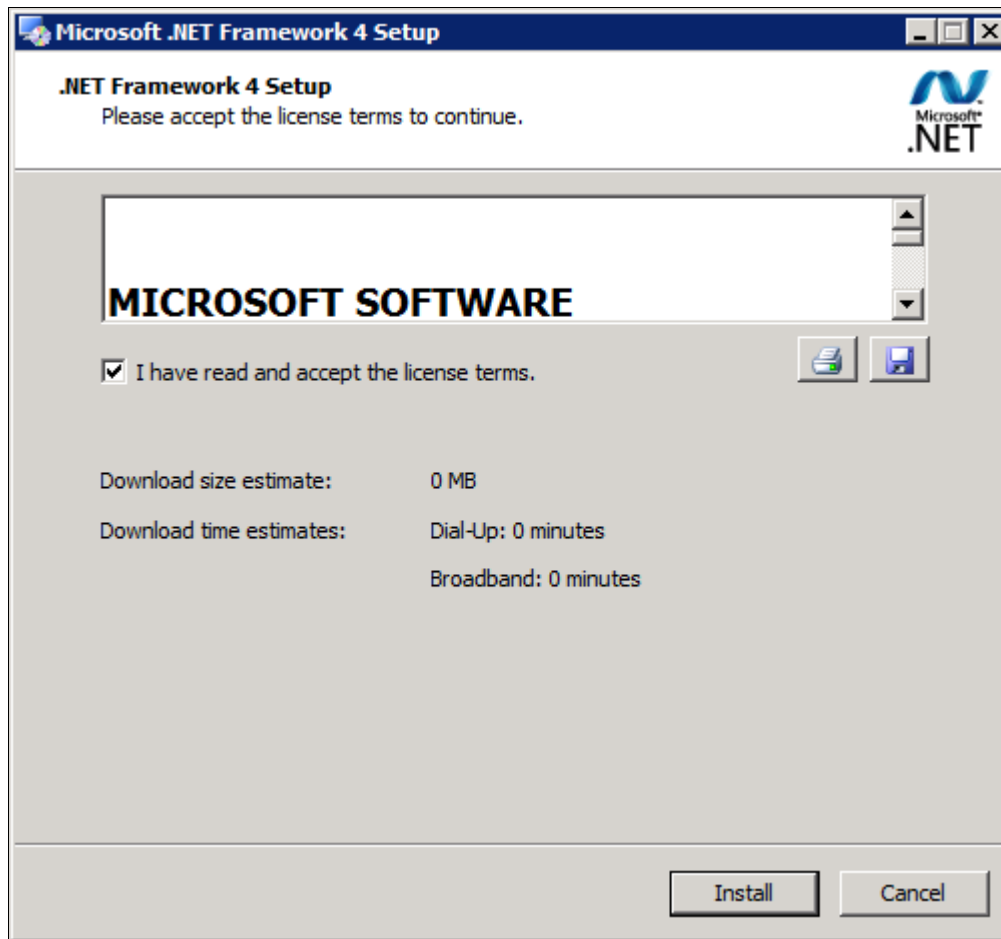 Microsoft .NET Framework 4 Setup
.NET Framework 4 Setup
Please accept the license terms to continue.
Microsoft®
.NET
MICROSOFT SOFTWARE
I have read and accept the license terms.
Download size estimate: 0 MB
Download time estimates: Dial-Up: 0 minutes
Broadband: 0 minutes
Install Cancel